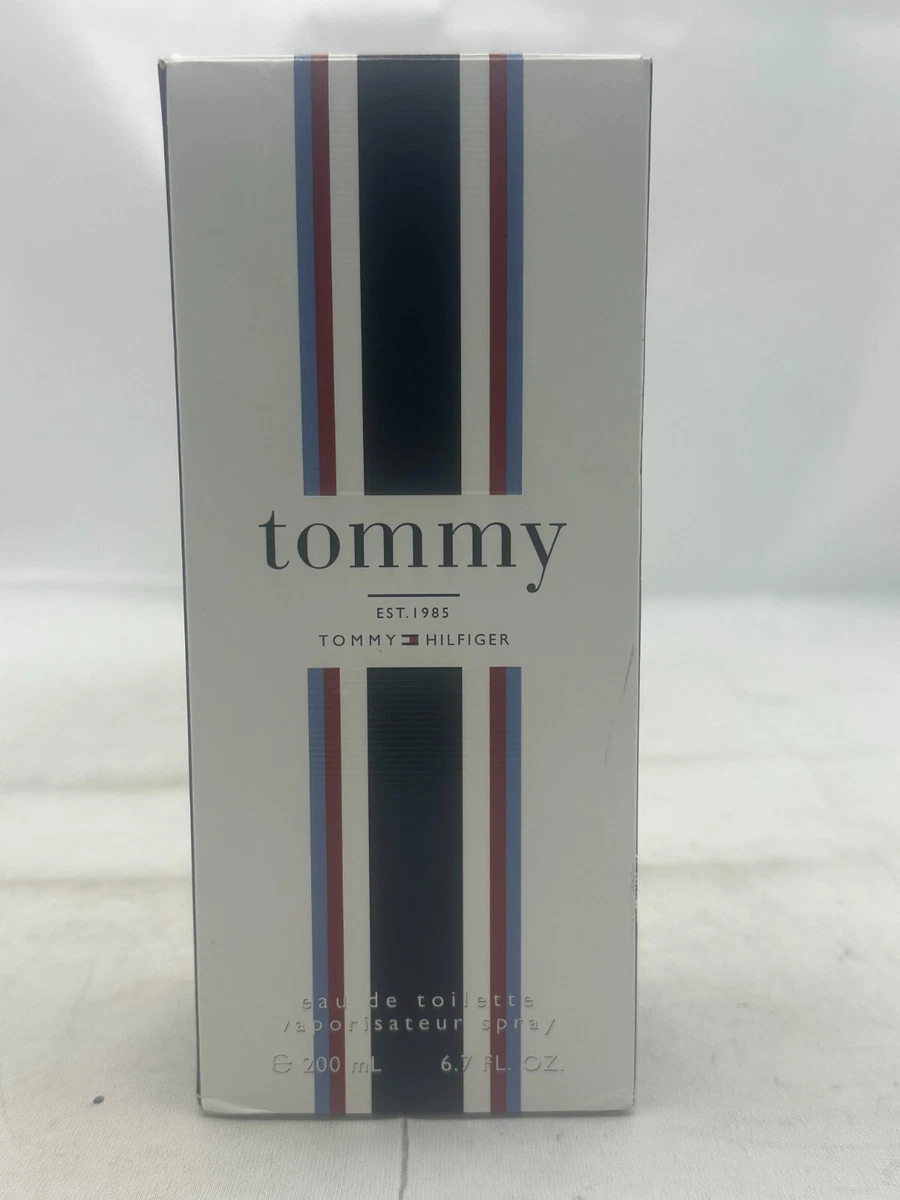 tommy
EST. 1985
TOMMY HILFIGER
eau de toilette
vaporisateur spray
℮ 200 mL 6.7 FL. OZ.